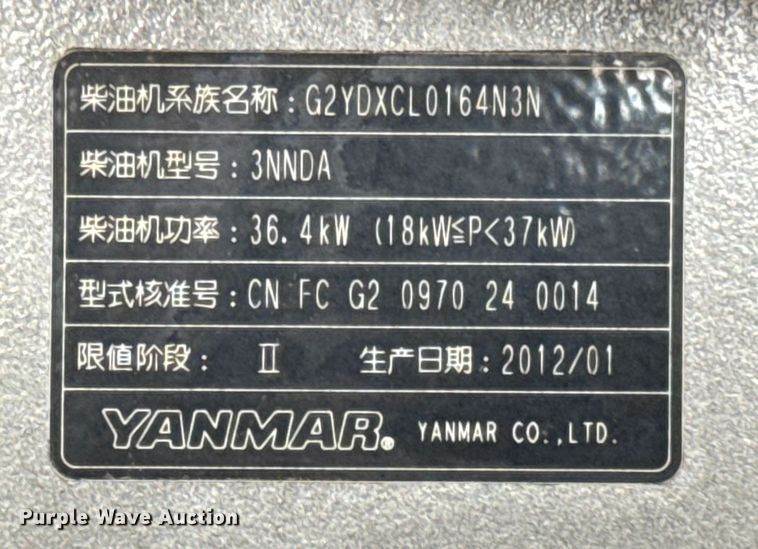 柴油机系族名称：G2YDXCL0164N3N
柴油机型号：3NNDA
柴油机功率：36.4kW (18kW≦P<37kW)
型式核准号：CN FC G2 0970 24 0014
限值阶段： Ⅱ 生产日期：2012/01
YANMAR® YANMAR CO.,LTD.
Purple Wave Auction